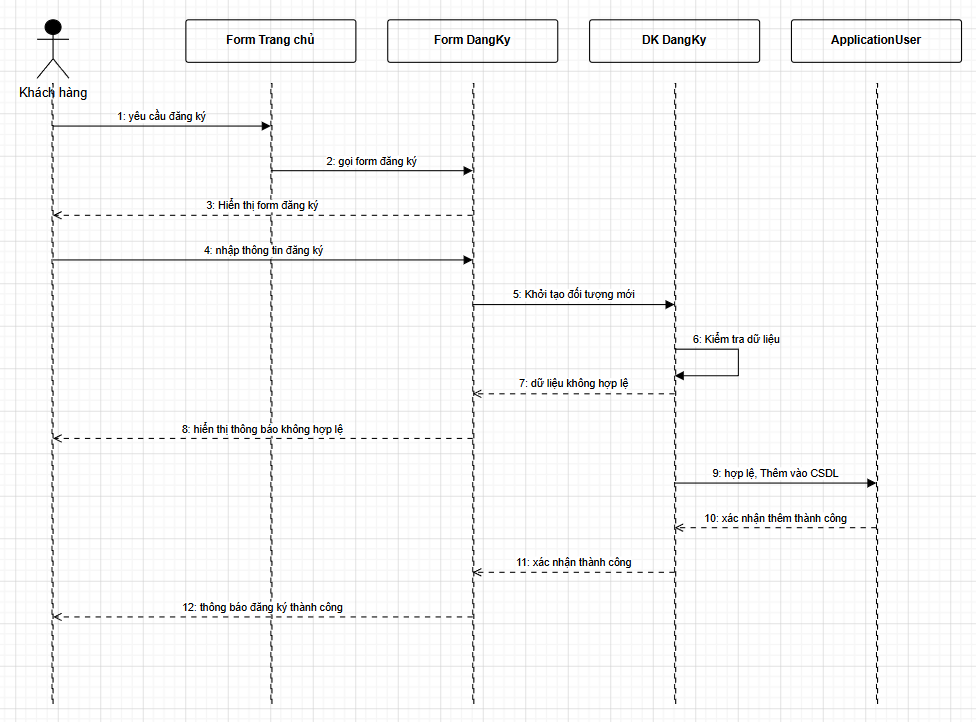 Form Trang chủ
Form DangKy
DK DangKy
ApplicationUser
Khách hàng
1: yêu cầu đăng ký
2: gọi form đăng ký
3: Hiển thị form đăng ký
4: nhập thông tin đăng ký
5: Khởi tạo đối tượng mới
6: Kiểm tra dữ liệu
7: dữ liệu không hợp lệ
8: hiển thị thông báo không hợp lệ
9: hợp lệ, Thêm vào CSDL
10: xác nhận thêm thành công
11: xác nhận thành công
12: thông báo đăng ký thành công